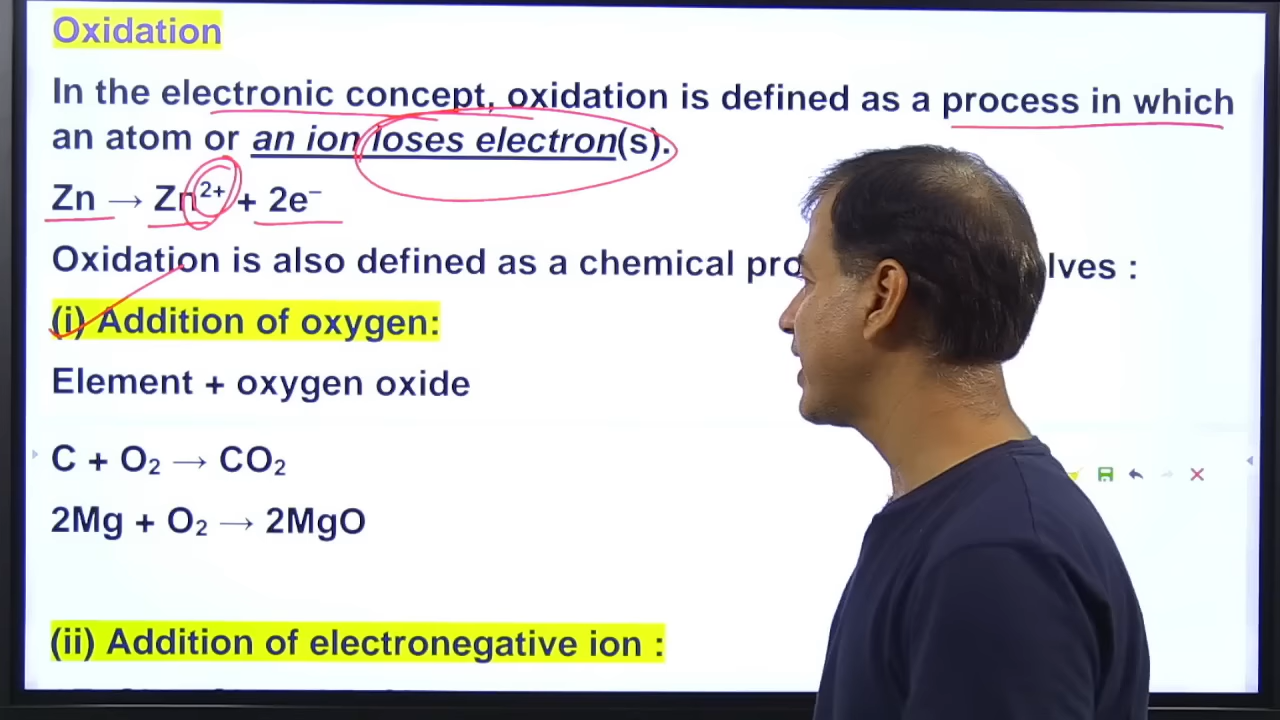 Oxidation
In the electronic concept, oxidation is defined as a process in which
an atom or an ion loses electron(s).
Zn → Zn²⁺ + 2e⁻
Oxidation is also defined as a chemical
(i) Addition of oxygen:
Element + oxygen oxide
C + O₂ → CO₂
2Mg + O₂ → 2MgO
(ii) Addition of electronegative ion :